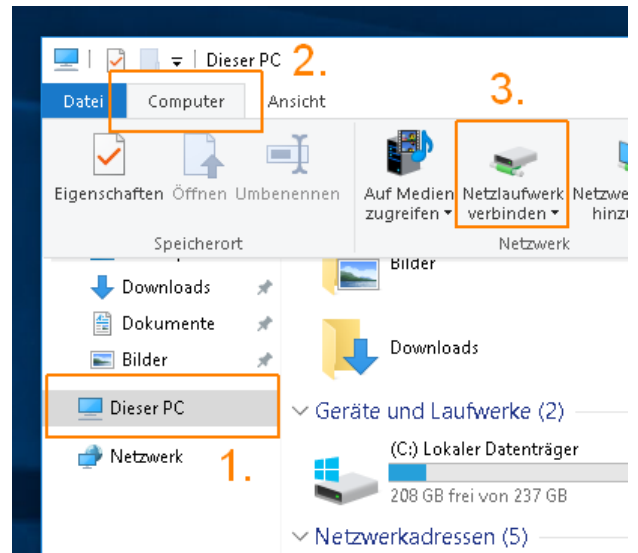 Dieser PC
2.
Datei Computer Ansicht
3.
Eigenschaften Öffnen Umbenennen
Auf Medien zugreifen
Netzlaufwerk verbinden
Speicherort
Netzwerk
Downloads
Dokumente
Bilder
Dieser PC
Netzwerk
1.
Bilder
Downloads
Geräte und Laufwerke (2)
(C:) Lokaler Datenträger
208 GB frei von 237 GB
Netzwerkadressen (5)